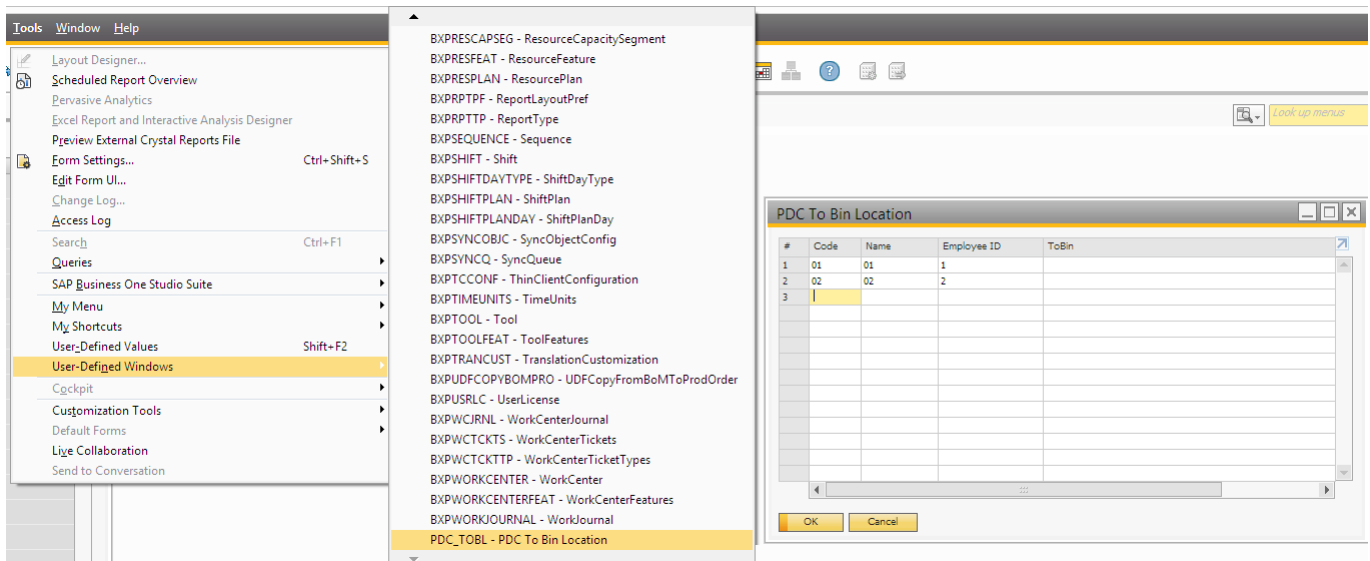 Tools Window Help
Layout Designer...
Scheduled Report Overview
Pervasive Analytics
Excel Report and Interactive Analysis Designer
Preview External Crystal Reports File
Form Settings... Ctrl+Shift+S
Edit Form UI...
Change Log...
Access Log
Search Ctrl+F1
Queries
SAP Business One Studio Suite
My Menu
My Shortcuts
User-Defined Values Shift+F2
User-Defined Windows
Cockpit
Customization Tools
Default Forms
Live Collaboration
Send to Conversation
BXPRESCAPSEG - ResourceCapacitySegment
BXPRESFEAT - ResourceFeature
BXPRESPLAN - ResourcePlan
BXPRPTPF - ReportLayoutPref
BXPRPTTP - ReportType
BXPSEQUENCE - Sequence
BXPSHIFT - Shift
BXPSHIFTDAYTYPE - ShiftDayType
BXPSHIFTPLAN - ShiftPlan
BXPSHIFTPLANDAY - ShiftPlanDay
BXPSYNCOBJC - SyncObjectConfig
BXPSYNCQ - SyncQueue
BXPTCCONF - ThinClientConfiguration
BXPTIMEUNITS - TimeUnits
BXPTOOL - Tool
BXPTOOLFEAT - ToolFeatures
BXPTRANCUST - TranslationCustomization
BXPUDFCOPYBOMPRO - UDFCopyFromBoMToProdOrder
BXPUSRLC - UserLicense
BXPWCJRNL - WorkCenterJournal
BXPWCTCKTS - WorkCenterTickets
BXPWCTCKTTP - WorkCenterTicketTypes
BXPWORKCENTER - WorkCenter
BXPWORKCENTERFEAT - WorkCenterFeatures
BXPWORKJOURNAL - WorkJournal
PDC_TOBL - PDC To Bin Location
Look up menus
PDC To Bin Location
# Code Name Employee ID ToBin
1 01 01 1
2 02 02 2
3
OK Cancel